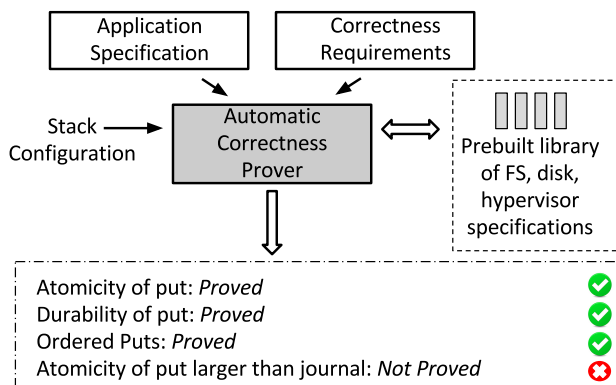 Application
Specification
Correctness
Requirements
Stack
Configuration
Automatic
Correctness
Prover
Prebuilt library
of FS, disk,
hypervisor
specifications
Atomicity of put: Proved
Durability of put: Proved
Ordered Puts: Proved
Atomicity of put larger than journal: Not Proved